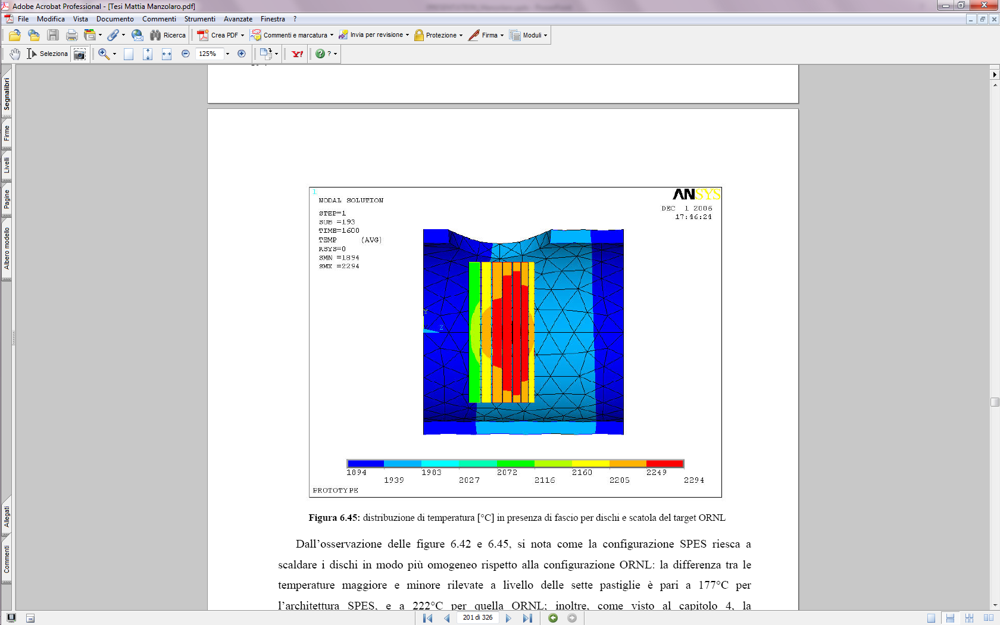 Adobe Acrobat Professional - [Tesi Mattia Manzolaro.pdf]
File Modifica Vista Documento Commenti Strumenti Avanzate Finestra ?
Ricerca Crea PDF Commenti e marcatura Invia per revisione Protezione Firma Moduli
Seleziona 125% Y! ?
Segnalibri
Firme
Livelli
Pagine
Albero modello
Allegati
Commenti
1
NODAL SOLUTION
STEP=1
SUB =193
TIME=1600
TEMP (AVG)
RSYS=0
SMN =1894
SMX =2294
ANSYS
DEC 1 2006
17:46:24
Y
Z
1894 1983 2072 2160 2249
1939 2027 2116 2205 2294
PROTOTYPE
Figura 6.45: distribuzione di temperatura [°C] in presenza di fascio per dischi e scatola del target ORNL
Dall’osservazione delle figure 6.42 e 6.45, si nota come la configurazione SPES riesca a
scaldare i dischi in modo più omogeneo rispetto alla configurazione ORNL: la differenza tra le
temperature maggiore e minore rilevate a livello delle sette pastiglie è pari a 177°C per
l’architettura SPES, e a 222°C per quella ORNL; inoltre, come visto al capitolo 4, la
201 di 326